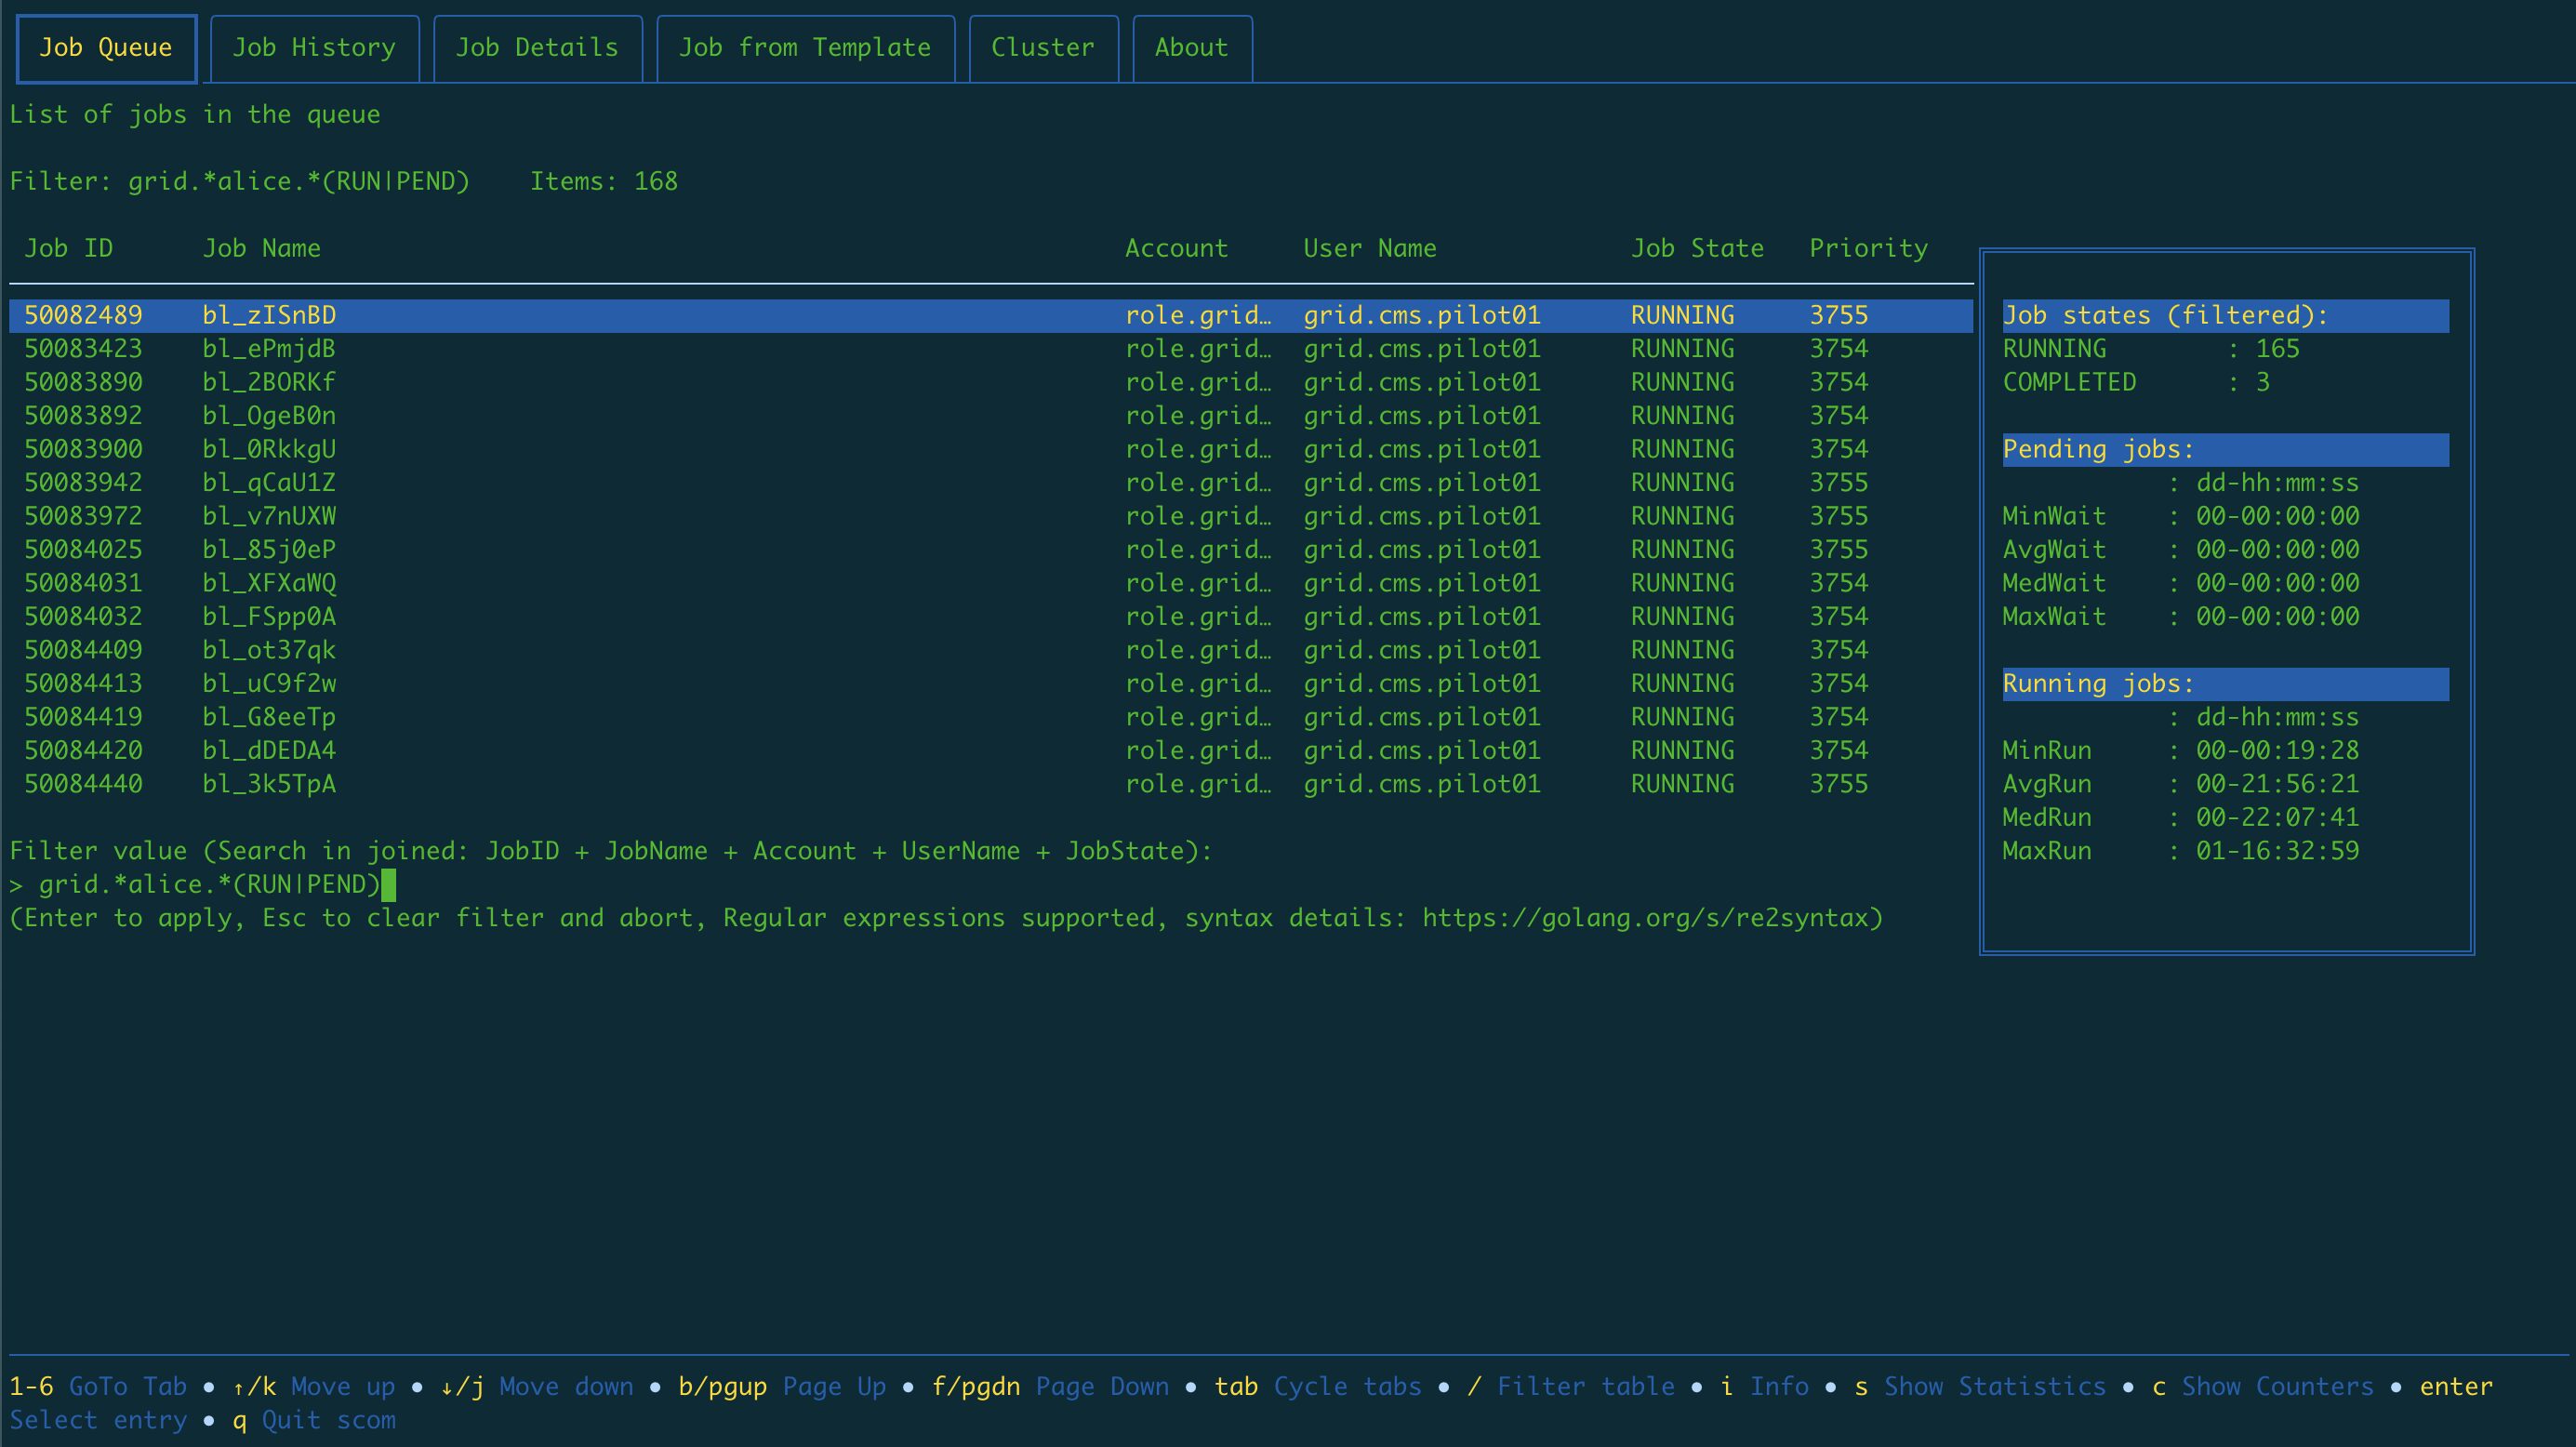 Job Queue Job History Job Details Job from Template Cluster About
List of jobs in the queue
Filter: grid.*alice.*(RUN|PEND) Items: 168
Job ID Job Name Account User Name Job State Priority
50082489 bl_zISnBD role.grid… grid.cms.pilot01 RUNNING 3755
50083423 bl_ePmjdB role.grid… grid.cms.pilot01 RUNNING 3754
50083890 bl_2BORKf role.grid… grid.cms.pilot01 RUNNING 3754
50083892 bl_OgeB0n role.grid… grid.cms.pilot01 RUNNING 3754
50083900 bl_0RkkgU role.grid… grid.cms.pilot01 RUNNING 3754
50083942 bl_qCaU1Z role.grid… grid.cms.pilot01 RUNNING 3755
50083972 bl_v7nUXW role.grid… grid.cms.pilot01 RUNNING 3755
50084025 bl_85j0eP role.grid… grid.cms.pilot01 RUNNING 3755
50084031 bl_XFXaWQ role.grid… grid.cms.pilot01 RUNNING 3754
50084032 bl_FSpp0A role.grid… grid.cms.pilot01 RUNNING 3754
50084409 bl_ot37qk role.grid… grid.cms.pilot01 RUNNING 3754
50084413 bl_uC9f2w role.grid… grid.cms.pilot01 RUNNING 3754
50084419 bl_G8eeTp role.grid… grid.cms.pilot01 RUNNING 3754
50084420 bl_dDEDA4 role.grid… grid.cms.pilot01 RUNNING 3754
50084440 bl_3k5TpA role.grid… grid.cms.pilot01 RUNNING 3755
Filter value (Search in joined: JobID + JobName + Account + UserName + JobState):
> grid.*alice.*(RUN|PEND)
(Enter to apply, Esc to clear filter and abort, Regular expressions supported, syntax details: https://golang.org/s/re2syntax)
Job states (filtered):
RUNNING : 165
COMPLETED : 3
Pending jobs:
: dd-hh:mm:ss
MinWait : 00-00:00:00
AvgWait : 00-00:00:00
MedWait : 00-00:00:00
MaxWait : 00-00:00:00
Running jobs:
: dd-hh:mm:ss
MinRun : 00-00:19:28
AvgRun : 00-21:56:21
MedRun : 00-22:07:41
MaxRun : 01-16:32:59
1-6 GoTo Tab • ↑/k Move up • ↓/j Move down • b/pgup Page Up • f/pgdn Page Down • tab Cycle tabs • / Filter table • i Info • s Show Statistics • c Show Counters • enter
Select entry • q Quit scom